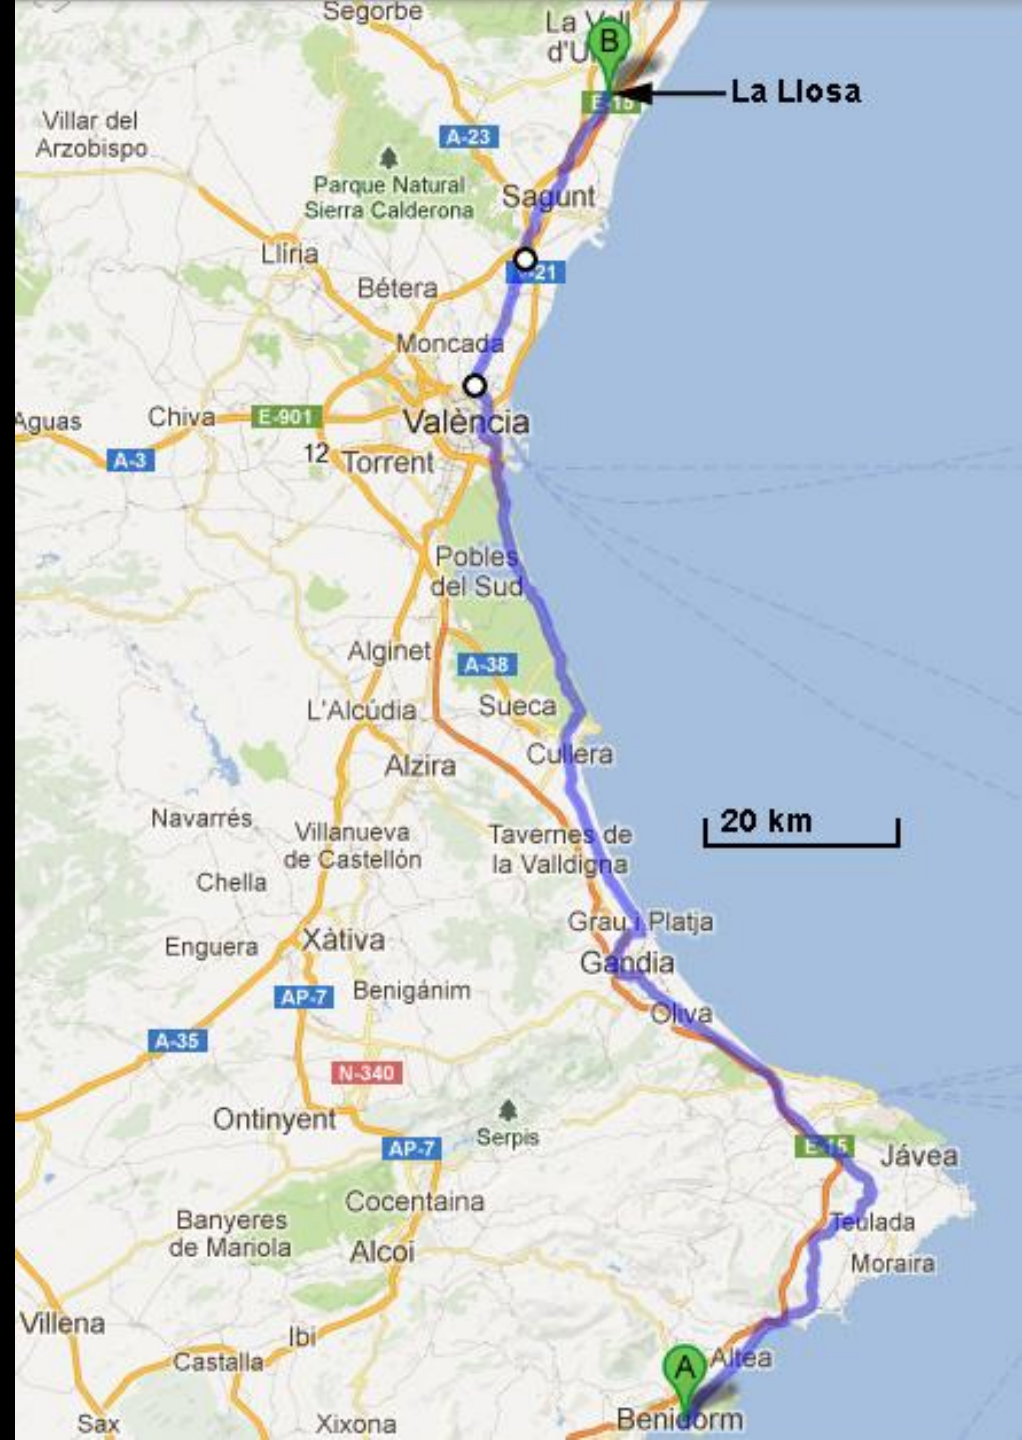 Segorbe
La Vall
d'U
B
E-15
La Llosa
Villar del
Arzobispo
A-23
Parque Natural
Sierra Calderona
Sagunt
Llíria
-21
Bétera
Moncada
Aguas
Chiva
E-901
València
A-3
12
Torrent
Pobles
del Sud
Alginet
A-38
L'Alcúdia
Sueca
Cullera
Alzira
Navarrés
20 km
Villanueva
de Castellón
Tavernes de
la Valldigna
Chella
Grau i Platja
Enguera
Xàtiva
Gandia
AP-7
Benigánim
Oliva
A-35
N-340
Ontinyent
Serpis
AP-7
E-15
Jávea
Cocentaina
Banyeres
de Mariola
Teulada
Alcoi
Moraira
Villena
Ibi
Castalla
A
Altea
Sax
Xixona
Benidorm